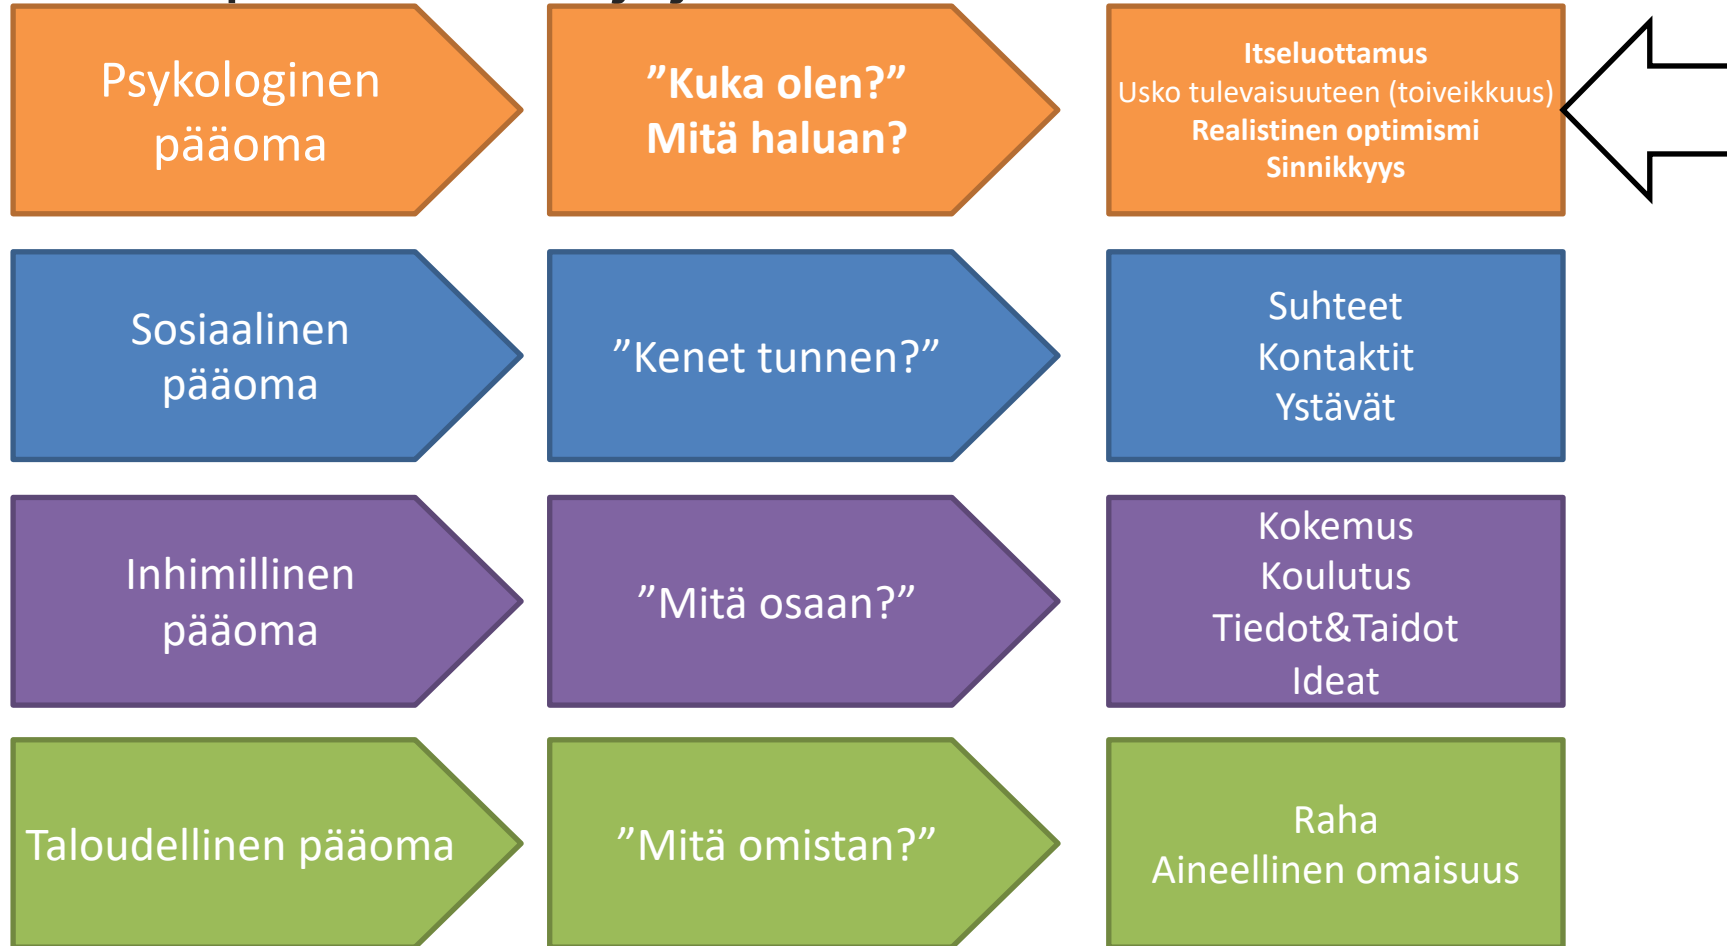 Psykologinen
pääoma
”Kuka olen?”
Mitä haluan?
Itseluottamus
Usko tulevaisuuteen (toiveikkuus)
Realistinen optimismi
Sinnikkyys
Sosiaalinen
pääoma
”Kenet tunnen?”
Suhteet
Kontaktit
Ystävät
Inhimillinen
pääoma
”Mitä osaan?”
Kokemus
Koulutus
Tiedot&Taidot
Ideat
Taloudellinen pääoma
”Mitä omistan?”
Raha
Aineellinen omaisuus